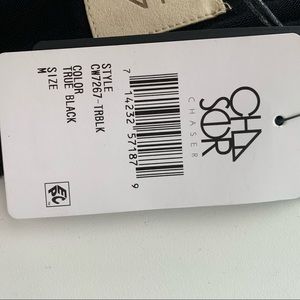 STYLE
CW7267-TRBLK
COLOR
TRUE BLACK
SIZE
M
7 14232 57187 9
CHA
SER
CHASER